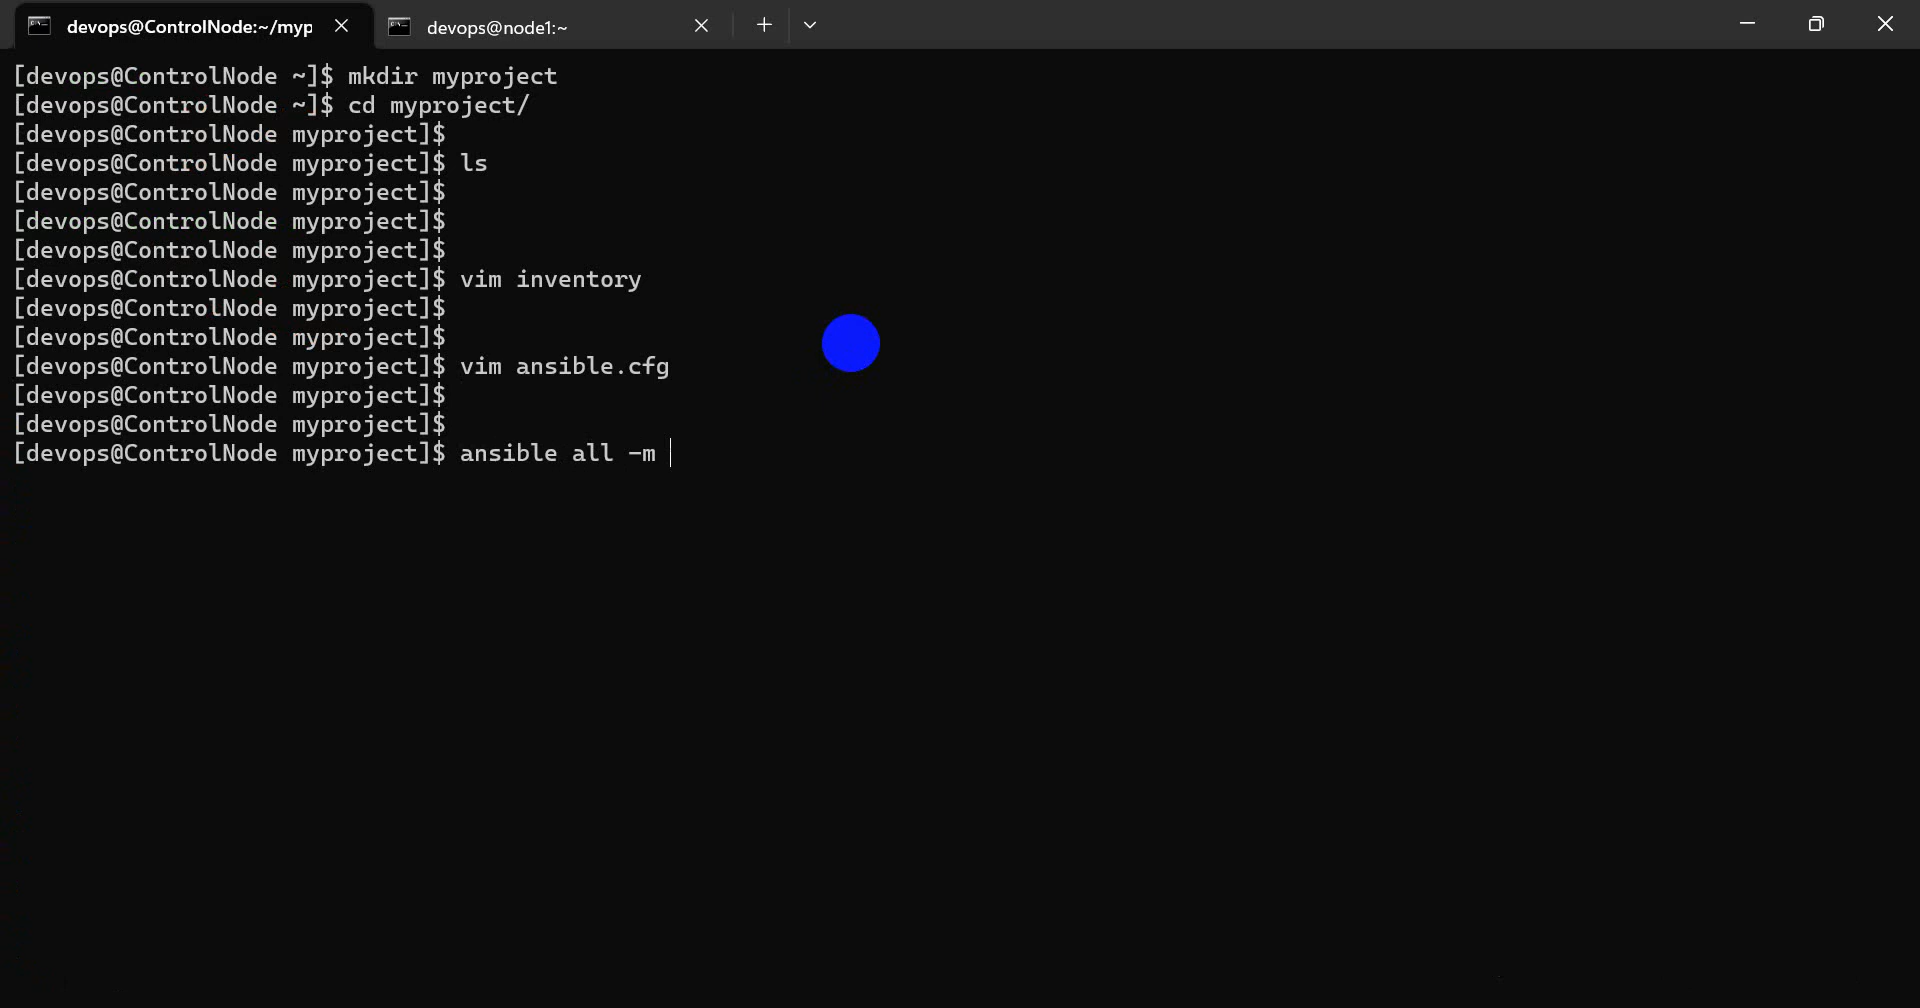 devops@ControlNode:~/myp
devops@node1:~
[devops@ControlNode ~]$ mkdir myproject
[devops@ControlNode ~]$ cd myproject/
[devops@ControlNode myproject]$
[devops@ControlNode myproject]$ ls
[devops@ControlNode myproject]$
[devops@ControlNode myproject]$
[devops@ControlNode myproject]$
[devops@ControlNode myproject]$ vim inventory
[devops@ControlNode myproject]$
[devops@ControlNode myproject]$
[devops@ControlNode myproject]$ vim ansible.cfg
[devops@ControlNode myproject]$
[devops@ControlNode myproject]$
[devops@ControlNode myproject]$ ansible all -m